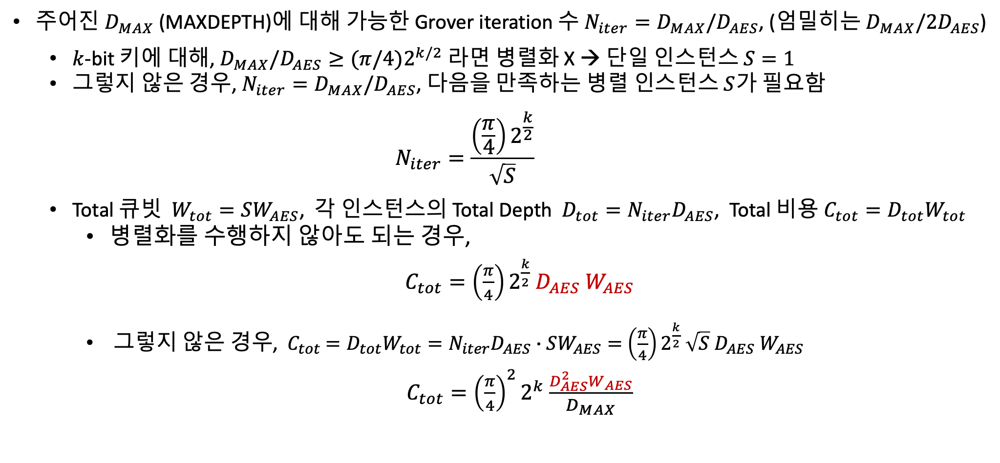 • 주어진 $D_{MAX}$ (MAXDEPTH)에 대해 가능한 Grover iteration 수 $N_{iter} = D_{MAX}/D_{AES}$, (엄밀히는 $D_{MAX}/2D_{AES}$)
• $k$-bit 키에 대해, $D_{MAX}/D_{AES} \geq (\pi/4)2^{k/2}$ 라면 병렬화 X → 단일 인스턴스 $S = 1$
• 그렇지 않은 경우, $N_{iter} = D_{MAX}/D_{AES}$, 다음을 만족하는 병렬 인스턴스 $S$가 필요함
$N_{iter} = \frac{\left(\frac{\pi}{4}\right) 2^{\frac{k}{2}}}{\sqrt{S}}$
• Total 큐빗 $W_{tot} = SW_{AES}$, 각 인스턴스의 Total Depth $D_{tot} = N_{iter}D_{AES}$, Total 비용 $C_{tot} = D_{tot}W_{tot}$
• 병렬화를 수행하지 않아도 되는 경우,
$C_{tot} = \left(\frac{\pi}{4}\right) 2^{\frac{k}{2}} D_{AES} W_{AES}$
• 그렇지 않은 경우, $C_{tot} = D_{tot}W_{tot} = N_{iter}D_{AES} \cdot SW_{AES} = \left(\frac{\pi}{4}\right) 2^{\frac{k}{2}} \sqrt{S} D_{AES} W_{AES}$
$C_{tot} = \left(\frac{\pi}{4}\right)^2 2^k \frac{D_{AES}^2 W_{AES}}{D_{MAX}}$